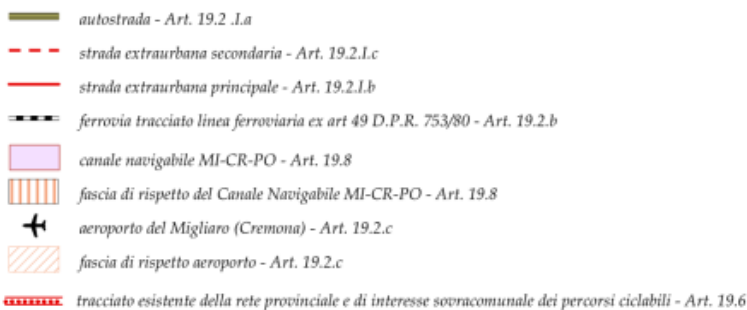 autostrada - Art. 19.2 .I.a
strada extraurbana secondaria - Art. 19.2.I.c
strada extraurbana principale - Art. 19.2.I.b
ferrovia tracciato linea ferroviaria ex art 49 D.P.R. 753/80 - Art. 19.2.b
canale navigabile MI-CR-PO - Art. 19.8
fascia di rispetto del Canale Navigabile MI-CR-PO - Art. 19.8
aeroporto del Migliaro (Cremona) - Art. 19.2.c
fascia di rispetto aeroporto - Art. 19.2.c
tracciato esistente della rete provinciale e di interesse sovracomunale dei percorsi ciclabili - Art. 19.6